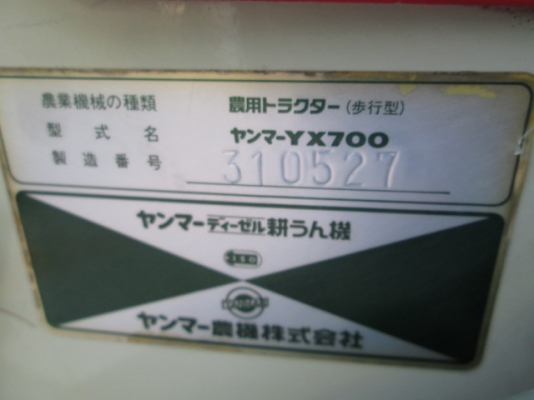 農業機械の種類 農用トラクター(歩行型)
型式名 ヤンマーYX700
製造番号 310527
ヤンマーディーゼル耕うん機
ヤンマー農機株式会社